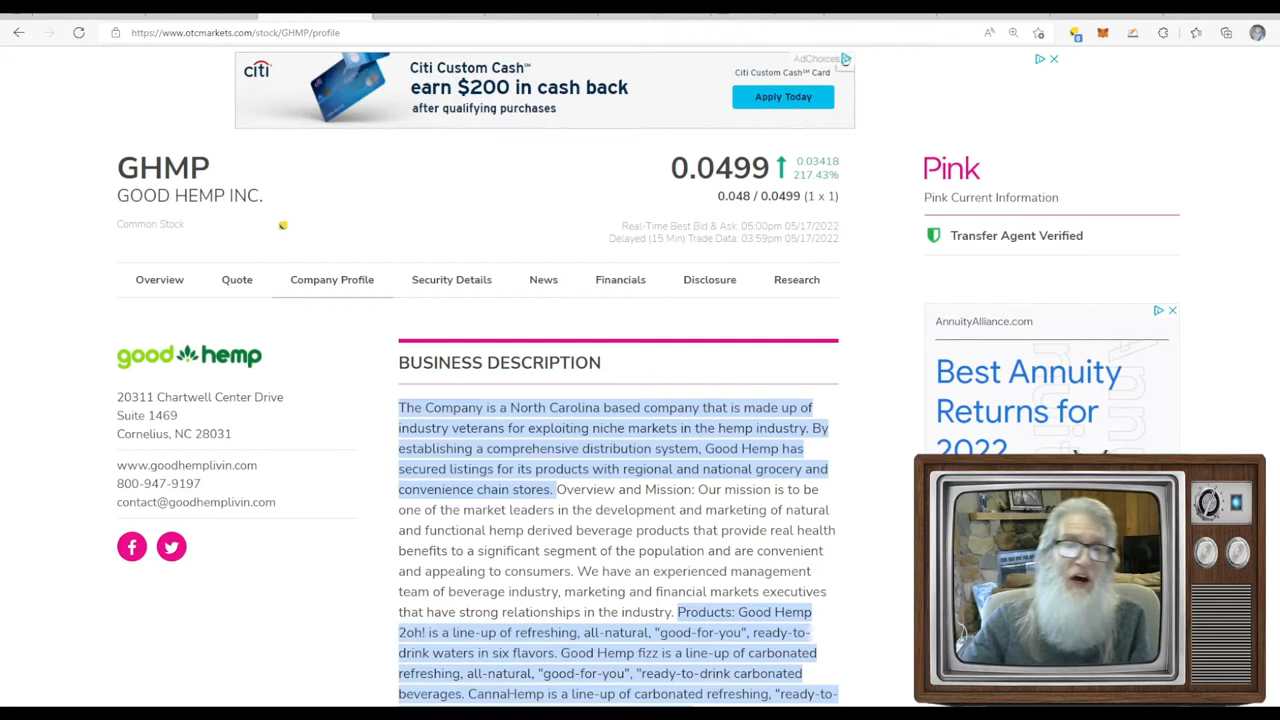 https://www.otcmarkets.com/stock/GHMP/profile
AdChoices
citi
Citi Custom Cash℠
earn $200 in cash back
after qualifying purchases
Citi Custom Cash℠ Card
Apply Today
GHMP
GOOD HEMP INC.
Common Stock
0.0499
0.03418
217.43%
0.048 / 0.0499 (1 x 1)
Real-Time Best Bid & Ask: 05:00pm 05/17/2022
Delayed (15 Min) Trade Data: 03:59pm 05/17/2022
Pink
Pink Current Information
Transfer Agent Verified
Overview
Quote
Company Profile
Security Details
News
Financials
Disclosure
Research
good hemp
20311 Chartwell Center Drive
Suite 1469
Cornelius, NC 28031
www.goodhemplivin.com
800-947-9197
contact@goodhemplivin.com
BUSINESS DESCRIPTION
The Company is a North Carolina based company that is made up of
industry veterans for exploiting niche markets in the hemp industry. By
establishing a comprehensive distribution system, Good Hemp has
secured listings for its products with regional and national grocery and
convenience chain stores. Overview and Mission: Our mission is to be
one of the market leaders in the development and marketing of natural
and functional hemp derived beverage products that provide real health
benefits to a significant segment of the population and are convenient
and appealing to consumers. We have an experienced management
team of beverage industry, marketing and financial markets executives
that have strong relationships in the industry. Products: Good Hemp
2oh! is a line-up of refreshing, all-natural, "good-for-you", ready-to-
drink waters in six flavors. Good Hemp fizz is a line-up of carbonated
refreshing, all-natural, "good-for-you", "ready-to-drink carbonated
beverages. CannaHemp is a line-up of carbonated refreshing, "ready-to-
AnnuityAlliance.com
Best Annuity
Returns for
2022